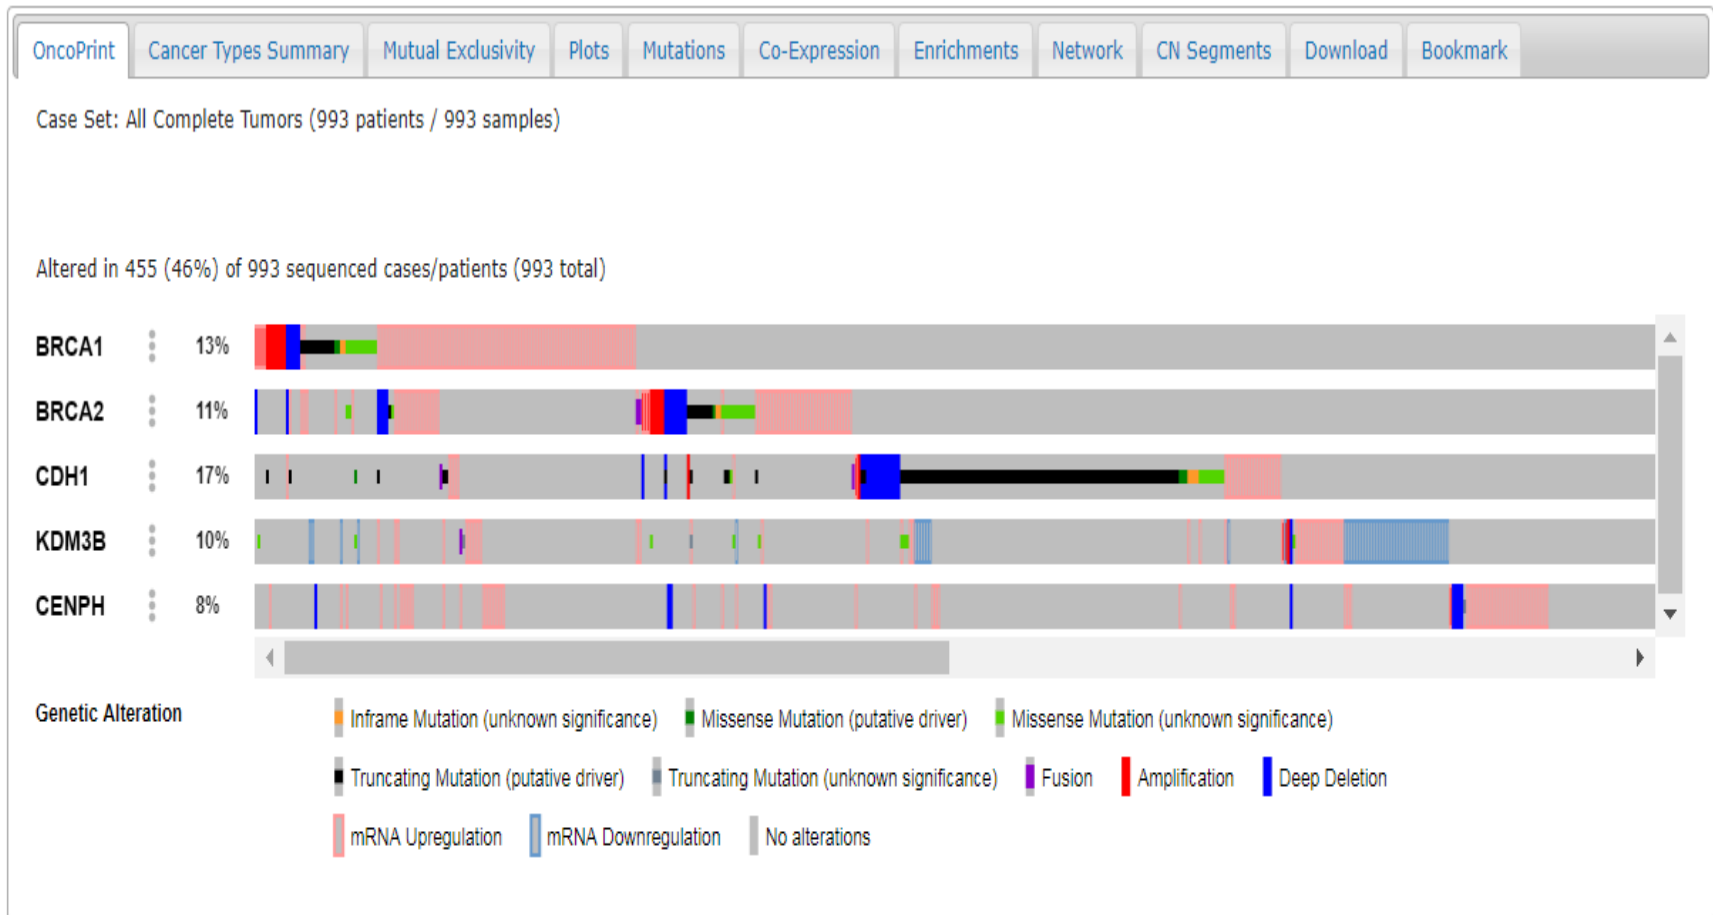 OncoPrint Cancer Types Summary Mutual Exclusivity Plots Mutations Co-Expression Enrichments Network CN Segments Download Bookmark
Case Set: All Complete Tumors (993 patients / 993 samples)
Altered in 455 (46%) of 993 sequenced cases/patients (993 total)
BRCA1 13%
BRCA2 11%
CDH1 17%
KDM3B 10%
CENPH 8%
Genetic Alteration Inframe Mutation (unknown significance) Missense Mutation (putative driver) Missense Mutation (unknown significance)
Truncating Mutation (putative driver) Truncating Mutation (unknown significance) Fusion Amplification Deep Deletion
mRNA Upregulation mRNA Downregulation No alterations